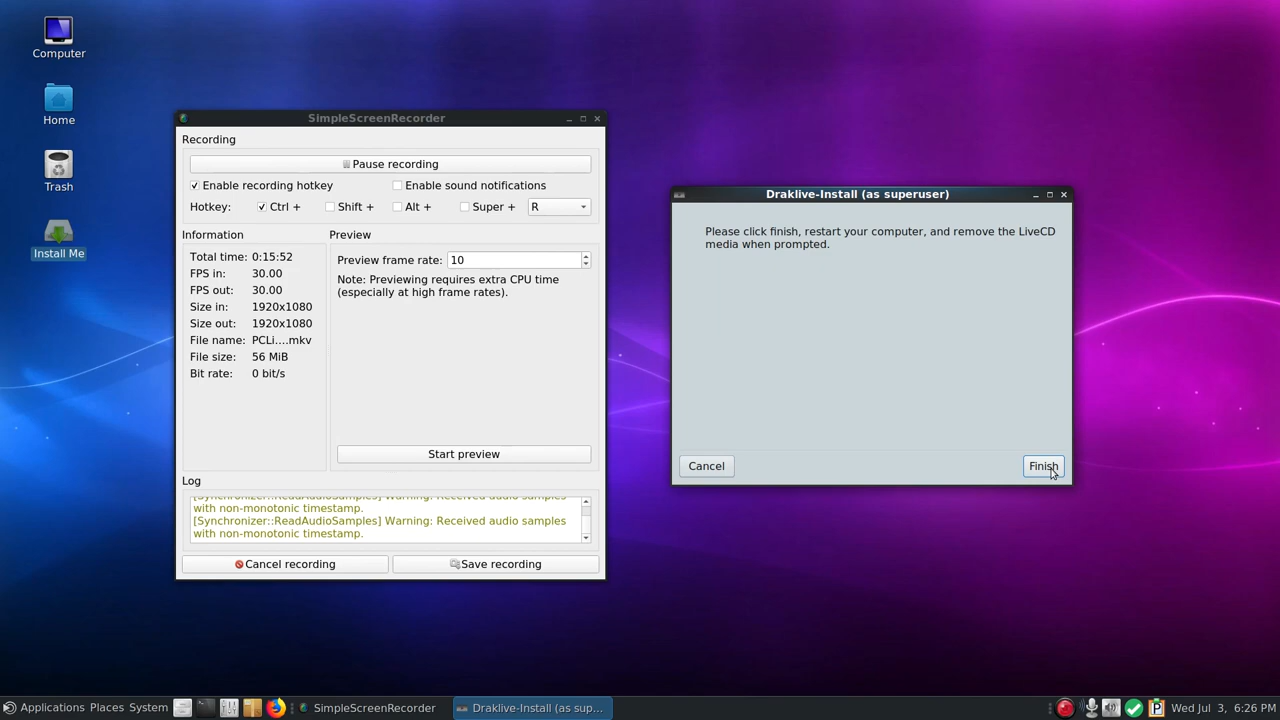 Computer
Home
Trash
Install Me
SimpleScreenRecorder
Recording
Pause recording
Enable recording hotkey
Enable sound notifications
Hotkey:
Ctrl +
Shift +
Alt +
Super +
R
Information
Total time: 0:15:52
FPS in: 30.00
FPS out: 30.00
Size in: 1920x1080
Size out: 1920x1080
File name: PCLi....mkv
File size: 56 MiB
Bit rate: 0 bit/s
Preview
Preview frame rate: 10
Note: Previewing requires extra CPU time
(especially at high frame rates).
Start preview
Log
[Synchronizer::ReadAudioSamples] Warning: Received audio samples
with non-monotonic timestamp.
[Synchronizer::ReadAudioSamples] Warning: Received audio samples
with non-monotonic timestamp.
Cancel recording
Save recording
Draklive-Install (as superuser)
Please click finish, restart your computer, and remove the LiveCD
media when prompted.
Cancel
Finish
Applications Places System
SimpleScreenRecorder
Draklive-Install (as sup...
P
Wed Jul  3,  6:26 PM